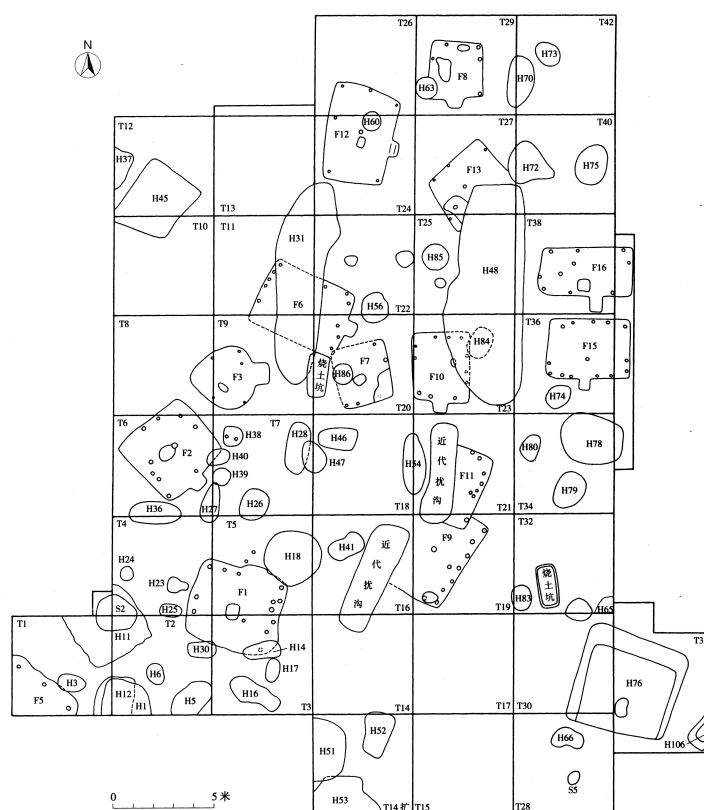 N
T26
T29
T42
F8
H73
H63
H70
H60
F12
T12
T27
T40
H37
F13
H72
H75
H45
T13
T24
T10
T11
T25
T38
H31
H85
H48
F16
F6
H56
T22
T8
T9
T36
H84
F15
F3
烧土坑
H86
F7
F10
H74
T20
T23
T6
T7
H38
H28
H46
近代扰沟
H80
H78
F2
H40
H47
H54
F11
H39
H79
H36
H27
H26
T18
T21
T34
T4
T5
T32
H18
H41
近代扰沟
F9
H24
H23
F1
烧土坑
S2
H25
T16
T19
H83
H65
T1
T2
H11
H14
T3
H30
H17
H3
H6
H76
F5
H12
H1
H5
H16
T3
T14
T17
T30
H106
H51
H52
H66
S5
H53
0
5米
T14扩
T15
T28